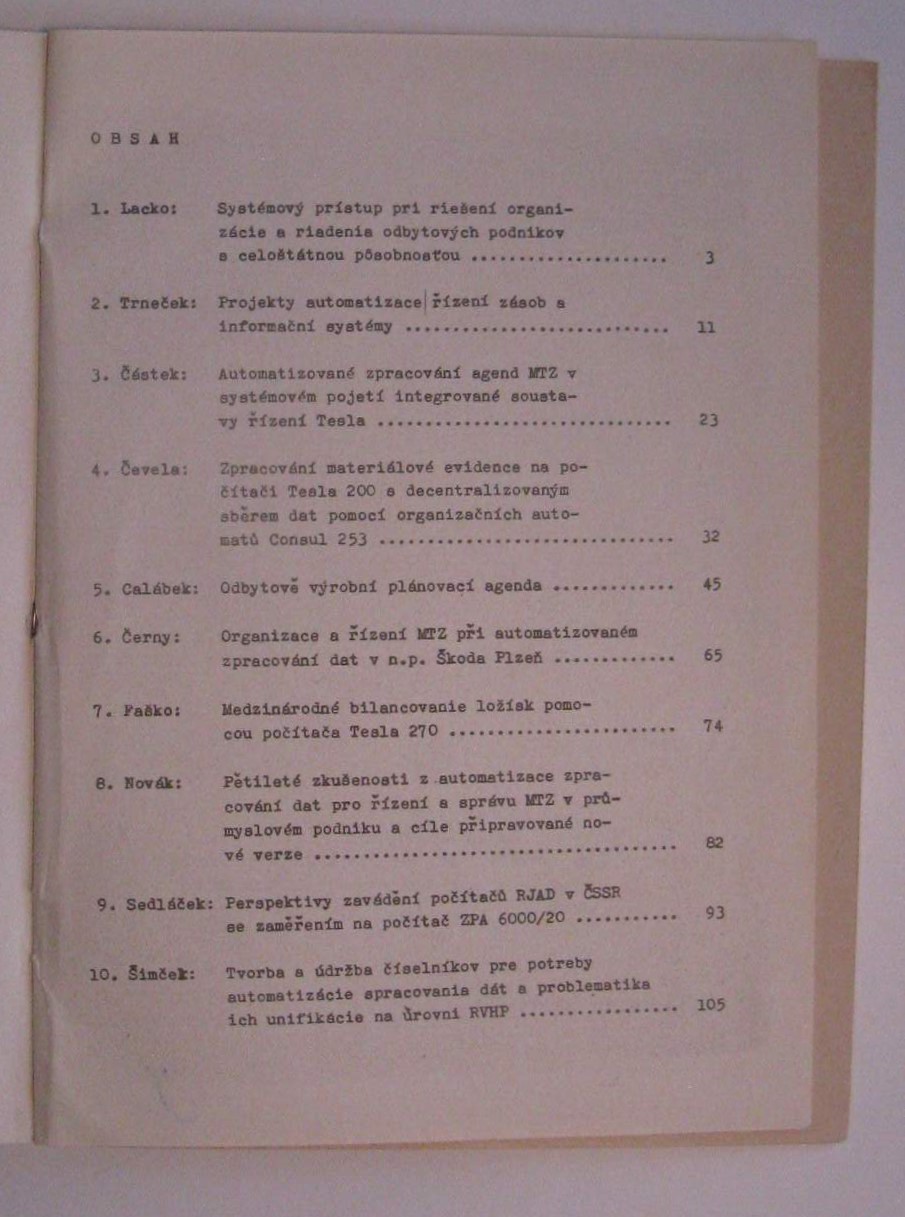 O B S A H
1. Lacko: Systémový prístup pri riešení organi-
zácie a riadenia odbytových podnikov
s celoštátnou pôsobnosťou ..................... 3
2. Trneček: Projekty automatizace řízení zásob a
informační systémy ............................ 11
3. Částek: Automatizované zpracování agend MTZ v
systémovém pojetí integrované sousta-
vy řízení Tesla ............................... 23
4. Čevela: Zpracování materiálové evidence na po-
čítači Tesla 200 s decentralizovaným
sběrem dat pomocí organizačních auto-
matů Consul 253 ............................... 32
5. Calábek: Odbytově výrobní plánovací agenda ............. 45
6. Černy: Organizace a řízení MTZ při automatizovaném
zpracování dat v n.p. Škoda Plzeň ............. 65
7. Faško: Medzinárodné bilancovanie ložísk pomo-
cou počítača Tesla 270 ........................ 74
8. Novák: Pětileté zkušenosti z automatizace zpra-
cování dat pro řízení a správu MTZ v prů-
myslovém podniku a cíle připravované no-
vé verze ...................................... 82
9. Sedláček: Perspektivy zavádění počítačů RJAD v ČSSR
se zaměřením na počítač ZPA 6000/20 ........... 93
10. Šimček: Tvorba a údržba číselníkov pre potreby
automatizácie spracovania dát a problematika
ich unifikácie na úrovni RVHP ................. 105